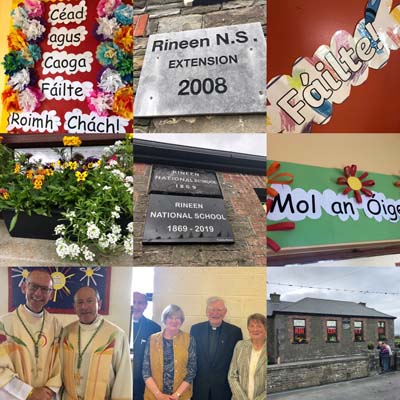 Céad
agus
Caoga
Fáilte
Roimh Chách!
Rineen N.S.
EXTENSION
2008
Fáilte!
RINEEN
NATIONAL SCHOOL
1869
RINEEN
NATIONAL SCHOOL
1869 - 2019
Mol an Óige